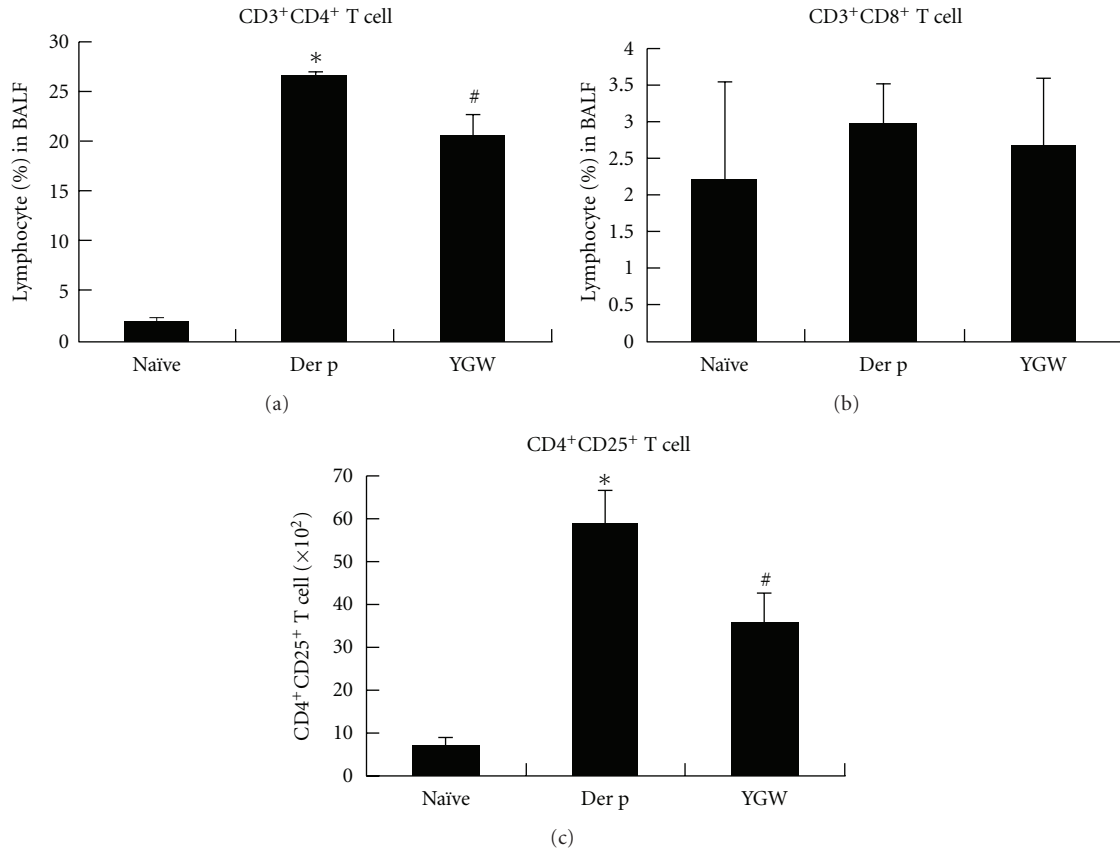 CD3⁺CD4⁺ T cell
Lymphocyte (%) in BALF
30
25
20
15
10
5
0
*
#
Naïve
Der p
YGW
(a)
CD3⁺CD8⁺ T cell
Lymphocyte (%) in BALF
4
3.5
3
2.5
2
1.5
1
0.5
0
Naïve
Der p
YGW
(b)
CD4⁺CD25⁺ T cell
CD4⁺CD25⁺ T cell (×10²)
70
60
50
40
30
20
10
0
*
#
Naïve
Der p
YGW
(c)